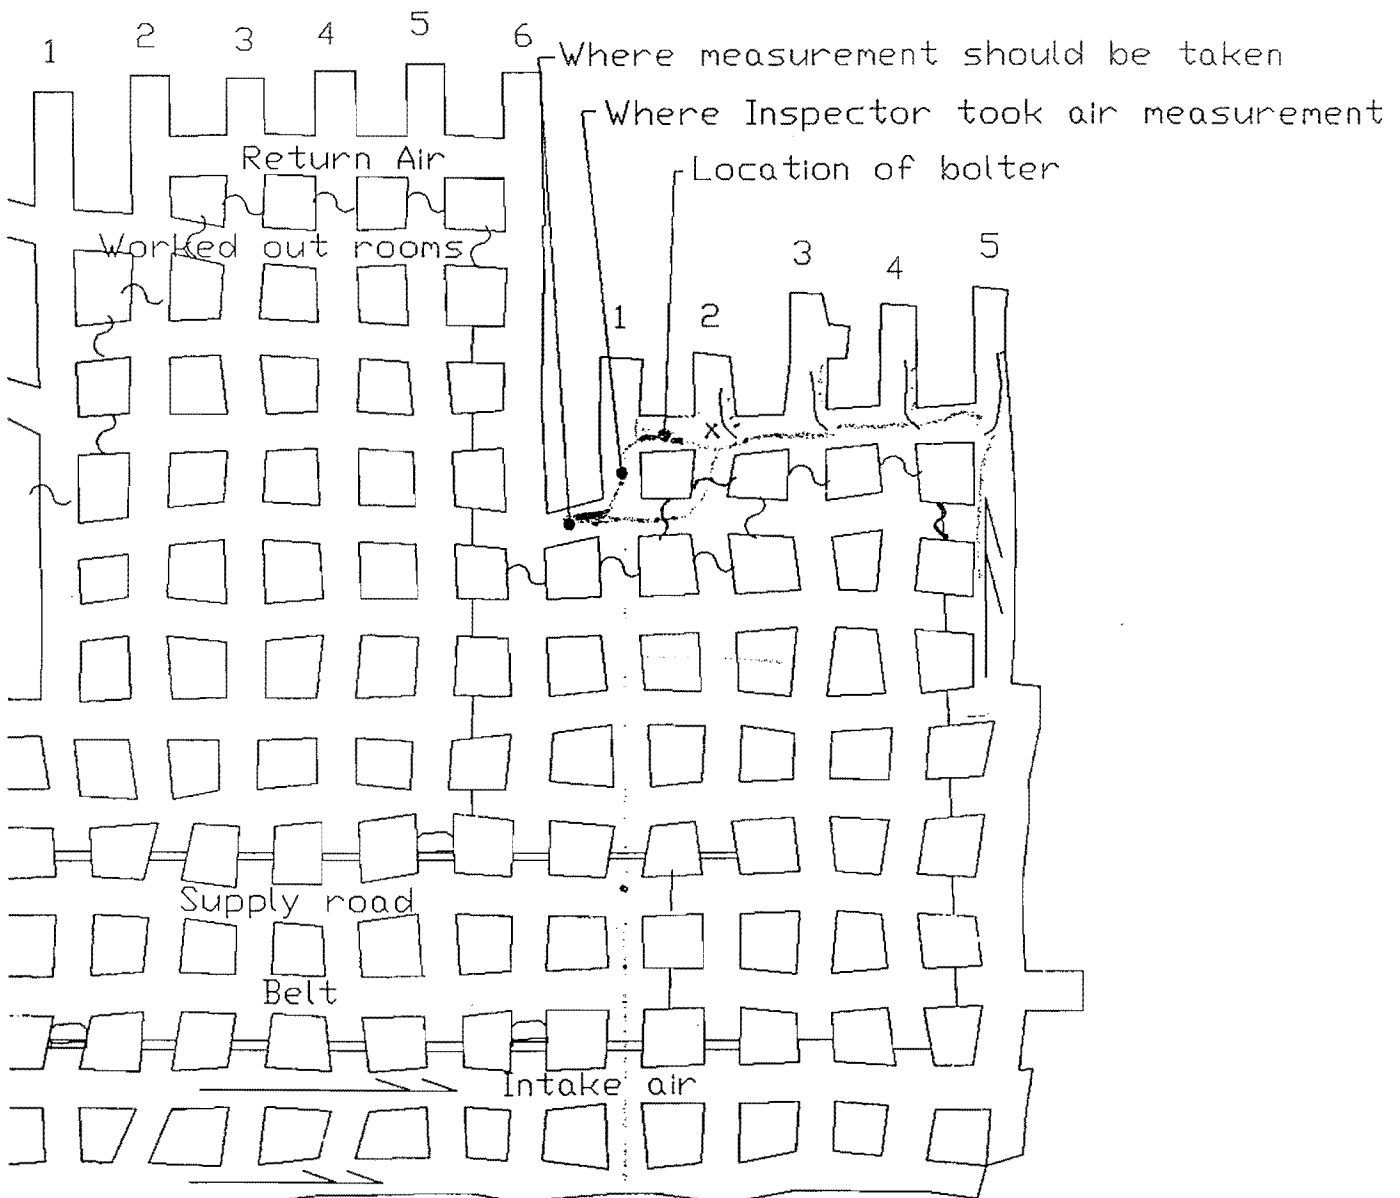 1 2 3 4 5 6
Where measurement should be taken
Where Inspector took air measurement
Return Air
Location of bolter
Worked out rooms
1 2 3 4 5
x
Supply road
Belt
Intake air